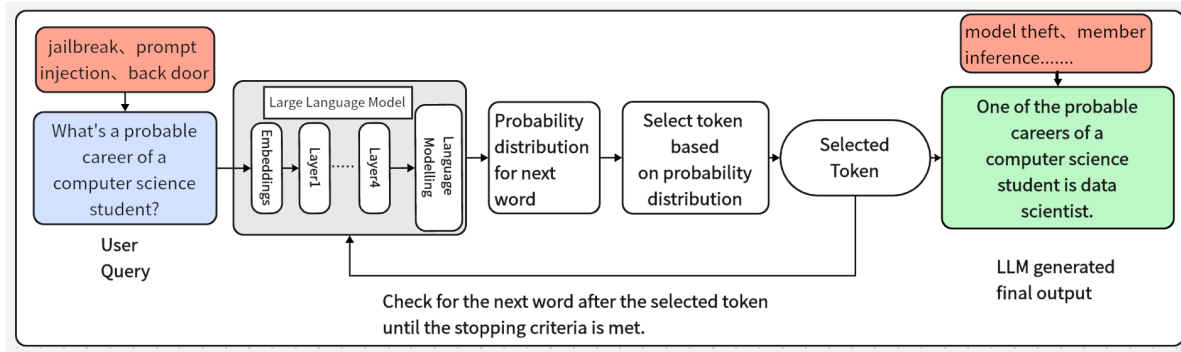 jailbreak、prompt
injection、back door
What's a probable
career of a
computer science
student?
User
Query
Large Language Model
Embeddings
Layer1
.....
Layer4
Language
Modelling
Probability
distribution
for next
word
Select token
based
on probability
distribution
Selected
Token
model theft、member
inference.......
One of the probable
careers of a
computer science
student is data
scientist.
LLM generated
final output
Check for the next word after the selected token
until the stopping criteria is met.